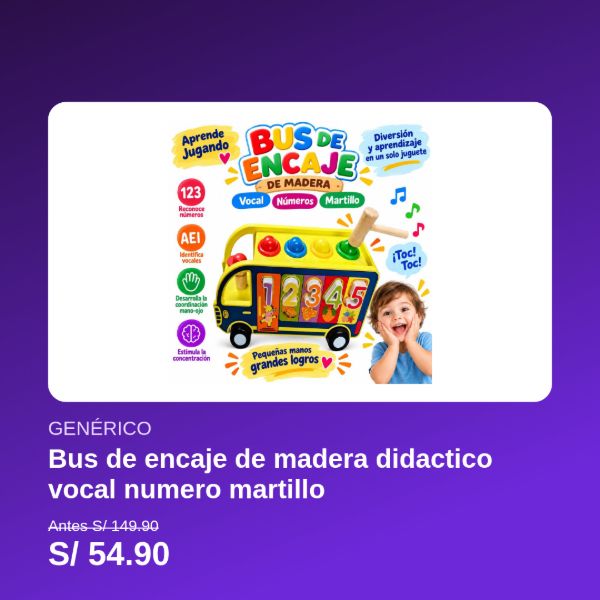 Aprende
Jugando
BUS DE
ENCAJE
DE MADERA
Vocal
Números
Martillo
Diversión
y aprendizaje
en un solo juguete
123
Reconoce
números
AEI
Identifica
vocales
Desarrolla la
coordinación
mano-ojo
Estimula la
concentración
1 2 3 4 5
¡Toc!
Toc!
Pequeñas manos
grandes logros
GENÉRICO
Bus de encaje de madera didactico
vocal numero martillo
Antes S/ 149.90
S/ 54.90